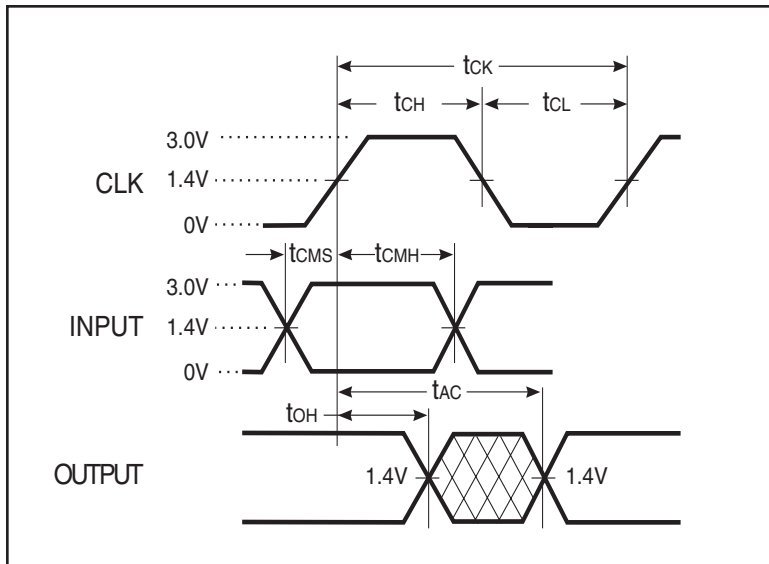 tCK
tCH tCL
3.0V
CLK 1.4V
0V
tCMS tCMH
3.0V
INPUT 1.4V
0V
tAC
tOH
OUTPUT 1.4V 1.4V